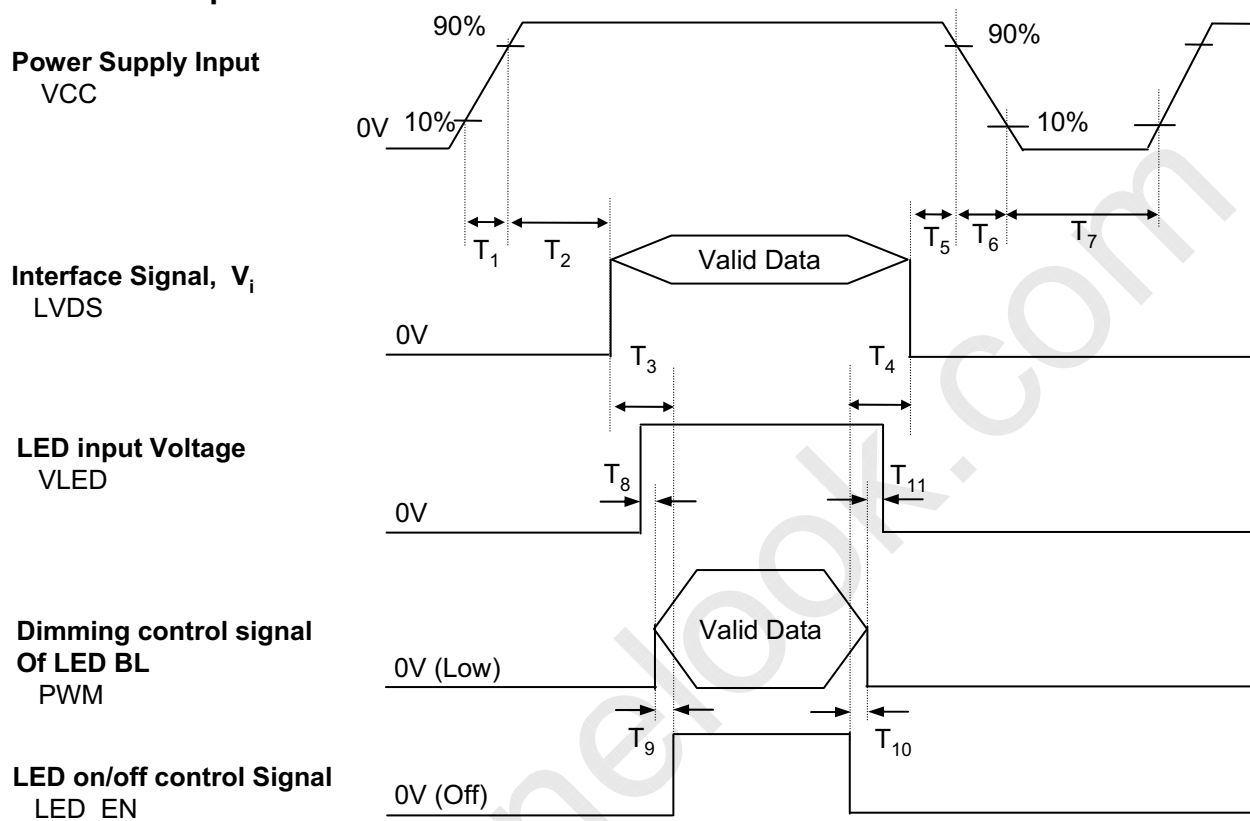 90%
90%
Power Supply Input
VCC
0V 10%
10%
T1
T2
T5
T6
T7
Valid Data
Interface Signal, Vi
LVDS
0V
T3
T4
LED input Voltage
VLED
T8
T11
0V
Valid Data
Dimming control signal
Of LED BL
PWM
0V (Low)
T9
T10
LED on/off control Signal
LED EN
0V (Off)
nelook.com